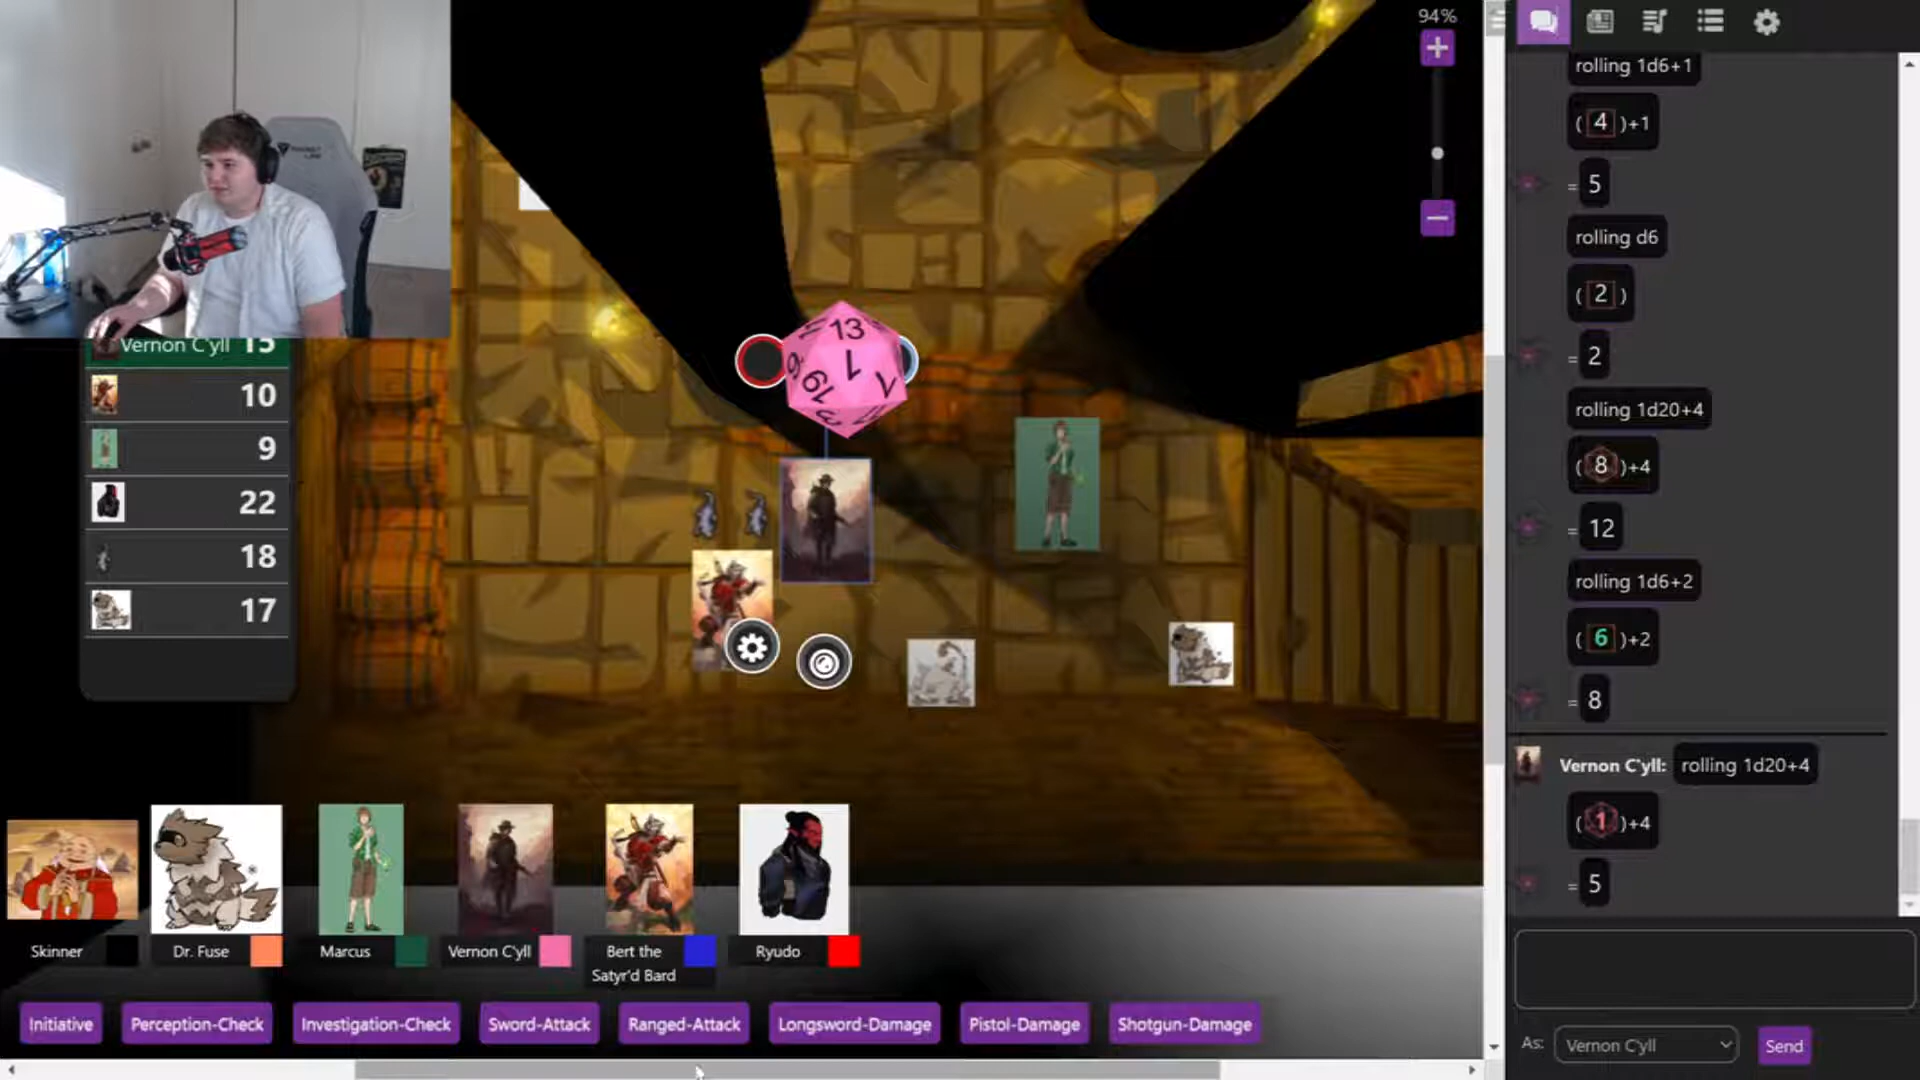 94%
Vernon C'yll 15
10
9
22
18
17
13
1
19
7
Skinner
Dr. Fuse
Marcus
Vernon C'yll
Bert the
Satyr'd Bard
Ryudo
Initiative
Perception-Check
Investigation-Check
Sword-Attack
Ranged-Attack
Longsword-Damage
Pistol-Damage
Shotgun-Damage
rolling 1d6+1
(4)+1
= 5
rolling d6
(2)
= 2
rolling 1d20+4
(8)+4
= 12
rolling 1d6+2
(6)+2
= 8
Vernon C'yll: rolling 1d20+4
(1)+4
= 5
As: Vernon C'yll
Send